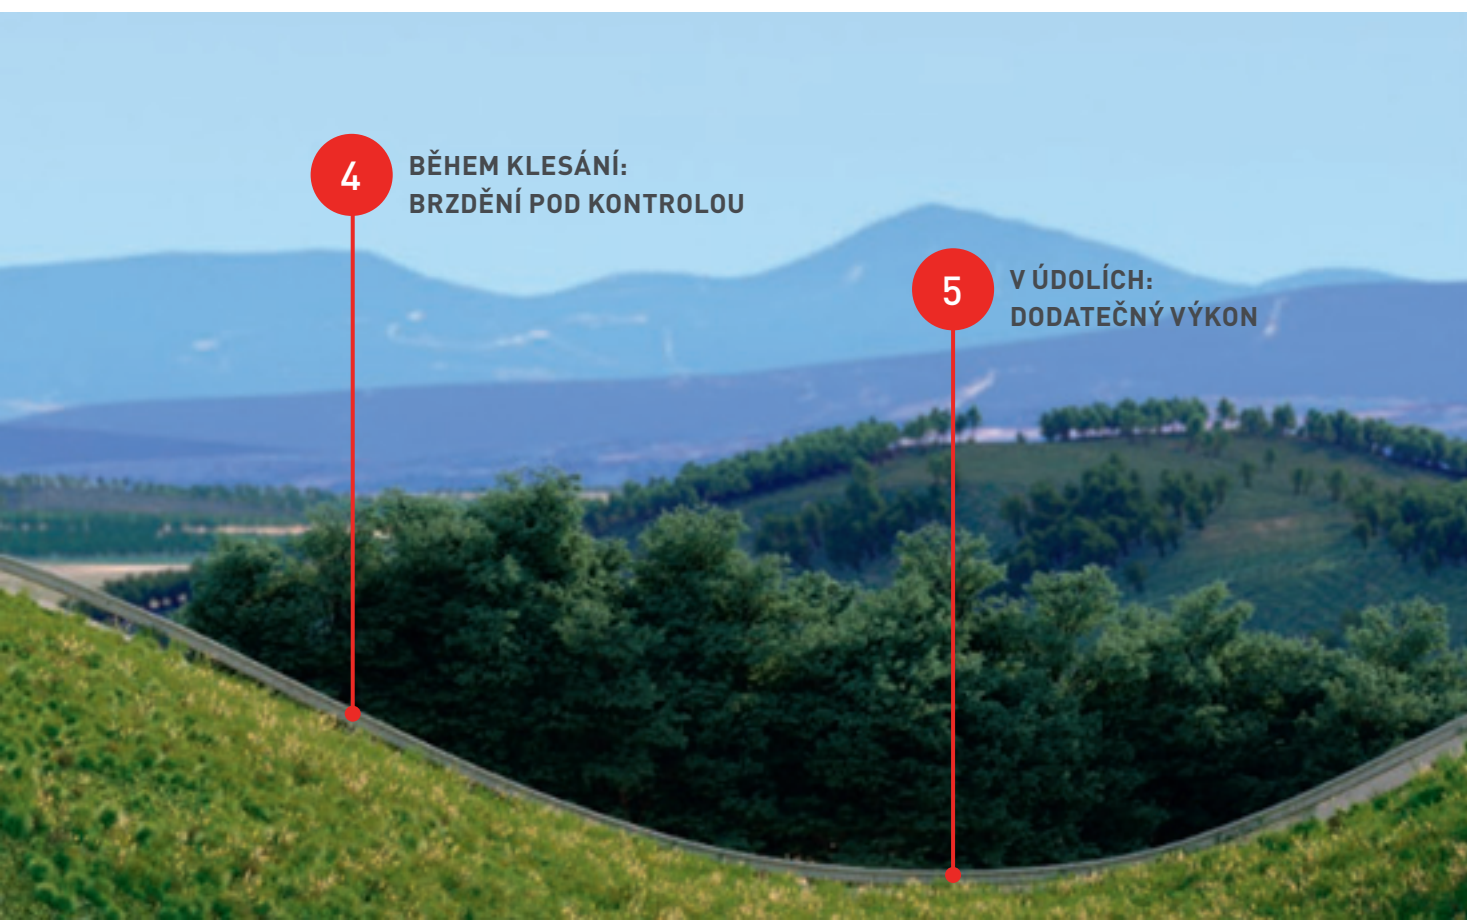 4
BĚHEM KLESÁNÍ:
BRZDĚNÍ POD KONTROLOU
5
V ÚDOLÍCH:
DODATEČNÝ VÝKON